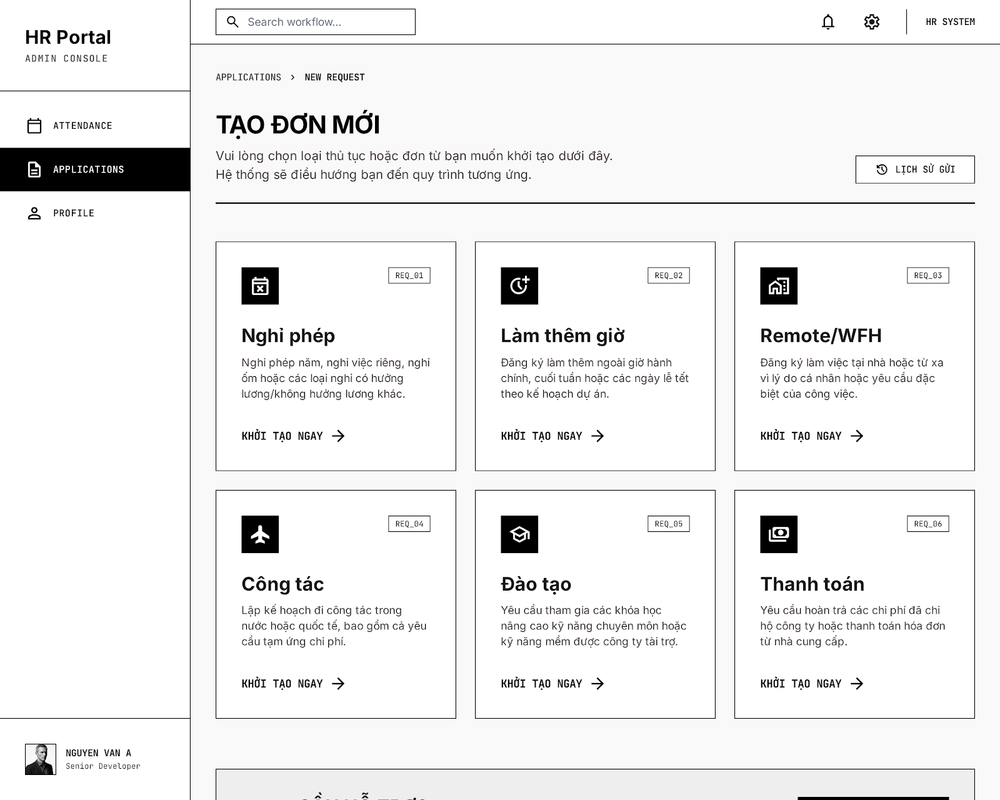 HR Portal
ADMIN CONSOLE
ATTENDANCE
APPLICATIONS
PROFILE
NGUYEN VAN A
Senior Developer
Search workflow...
HR SYSTEM
APPLICATIONS > NEW REQUEST
TẠO ĐƠN MỚI
Vui lòng chọn loại thủ tục hoặc đơn từ bạn muốn khởi tạo dưới đây.
Hệ thống sẽ điều hướng bạn đến quy trình tương ứng.
LỊCH SỬ GỬI
REQ_01
Nghỉ phép
Nghỉ phép năm, nghỉ việc riêng, nghỉ
ốm hoặc các loại nghỉ có hưởng
lương/không hưởng lương khác.
KHỞI TẠO NGAY
REQ_02
Làm thêm giờ
Đăng ký làm thêm ngoài giờ hành
chính, cuối tuần hoặc các ngày lễ tết
theo kế hoạch dự án.
KHỞI TẠO NGAY
REQ_03
Remote/WFH
Đăng ký làm việc tại nhà hoặc từ xa
vì lý do cá nhân hoặc yêu cầu đặc
biệt của công việc.
KHỞI TẠO NGAY
REQ_04
Công tác
Lập kế hoạch đi công tác trong
nước hoặc quốc tế, bao gồm cả yêu
cầu tạm ứng chi phí.
KHỞI TẠO NGAY
REQ_05
Đào tạo
Yêu cầu tham gia các khóa học
nâng cao kỹ năng chuyên môn hoặc
kỹ năng mềm được công ty tài trợ.
KHỞI TẠO NGAY
REQ_06
Thanh toán
Yêu cầu hoàn trả các chi phí đã chi
hộ công ty hoặc thanh toán hóa đơn
từ nhà cung cấp.
KHỞI TẠO NGAY